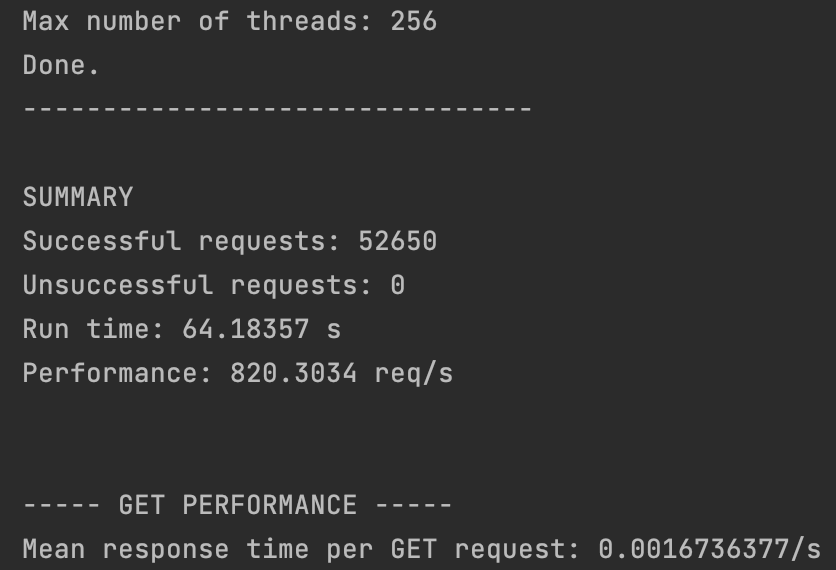 Max number of threads: 256
Done.
--------------------------------
SUMMARY
Successful requests: 52650
Unsuccessful requests: 0
Run time: 64.18357 s
Performance: 820.3034 req/s
----- GET PERFORMANCE -----
Mean response time per GET request: 0.0016736377/s